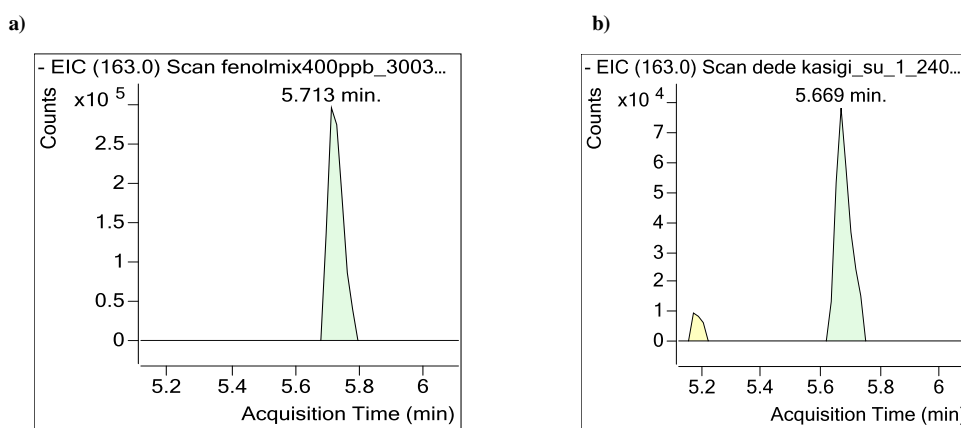 a)
- EIC (163.0) Scan fenolmix400ppb_3003...
Counts
x10 5
5.713 min.
2.5
2
1.5
1
0.5
0
5.2 5.4 5.6 5.8 6
Acquisition Time (min)
b)
- EIC (163.0) Scan dede kasigi_su_1_240...
Counts
x10 4
5.669 min.
7
6
5
4
3
2
1
0
5.2 5.4 5.6 5.8 6
Acquisition Time (min)